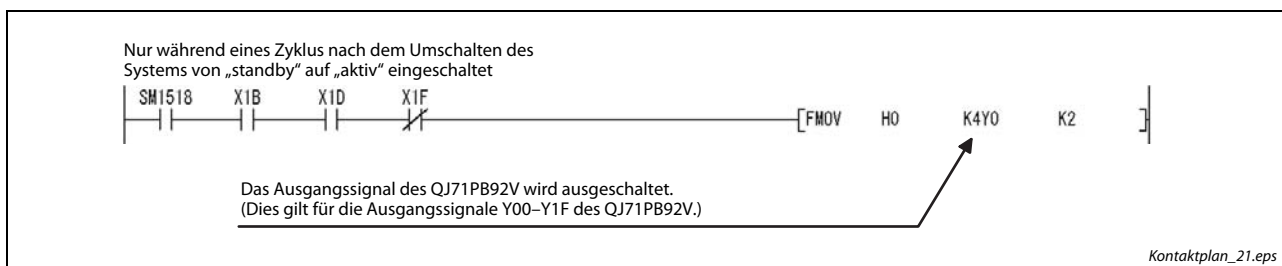 Nur während eines Zyklus nach dem Umschalten des
Systems von „standby“ auf „aktiv“ eingeschaltet
SM1518 X1B X1D X1F
FMOV H0 K4Y0 K2
Das Ausgangssignal des QJ71PB92V wird ausgeschaltet.
(Dies gilt für die Ausgangssignale Y00–Y1F des QJ71PB92V.)
Kontaktplan_21.eps